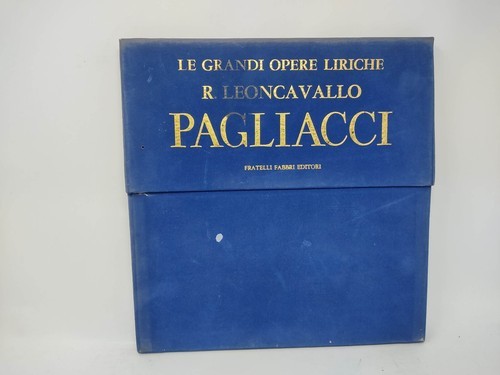 LE GRANDI OPERE LIRICHE
R. LEONCAVALLO
PAGLIACCI
FRATELLI FABBRI EDITORI